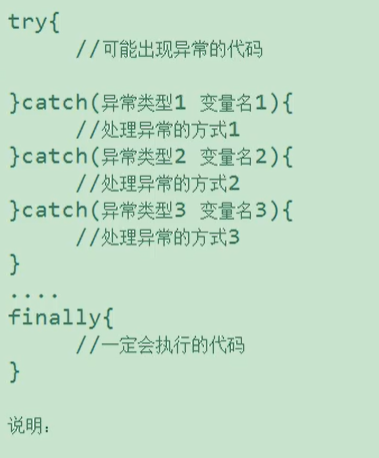 try{
//可能出现异常的代码
}catch(异常类型1 变量名1){
//处理异常的方式1
}catch(异常类型2 变量名2){
//处理异常的方式2
}catch(异常类型3 变量名3){
//处理异常的方式3
}
....
finally{
//一定会执行的代码
}
说明: